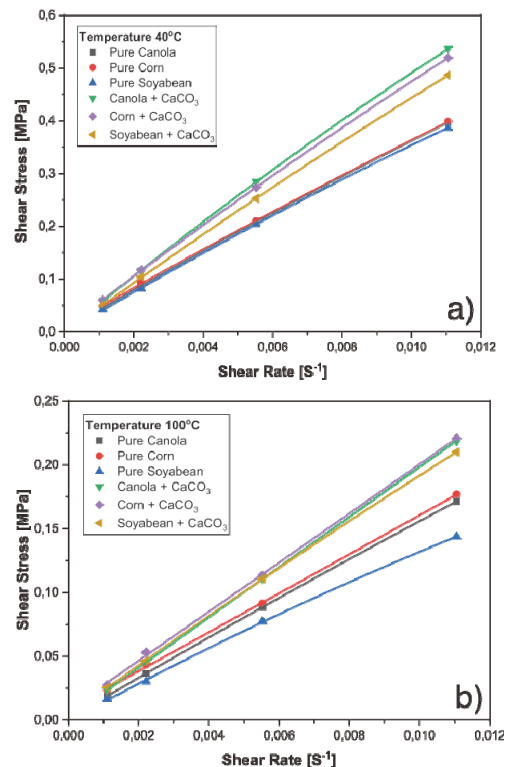 0,6
0,5
0,4
0,3
0,2
0,1
0,0
Shear Stress [MPa]
Temperature 40°C
Pure Canola
Pure Corn
Pure Soyabean
Canola + CaCO₃
Corn + CaCO₃
Soyabean + CaCO₃
a)
0.000 0,002 0,004 0,006 0,008 0,010 0,012
Shear Rate [S⁻¹]
0,25
0,20
0,15
0,10
0,05
0,00
Shear Stress [MPa]
Temperature 100°C
Pure Canola
Pure Corn
Pure Soyabean
Canola + CaCO₃
Corn + CaCO₃
Soyabean + CaCO₃
b)
0,000 0,002 0,004 0,006 0,008 0,010 0,012
Shear Rate [S⁻¹]